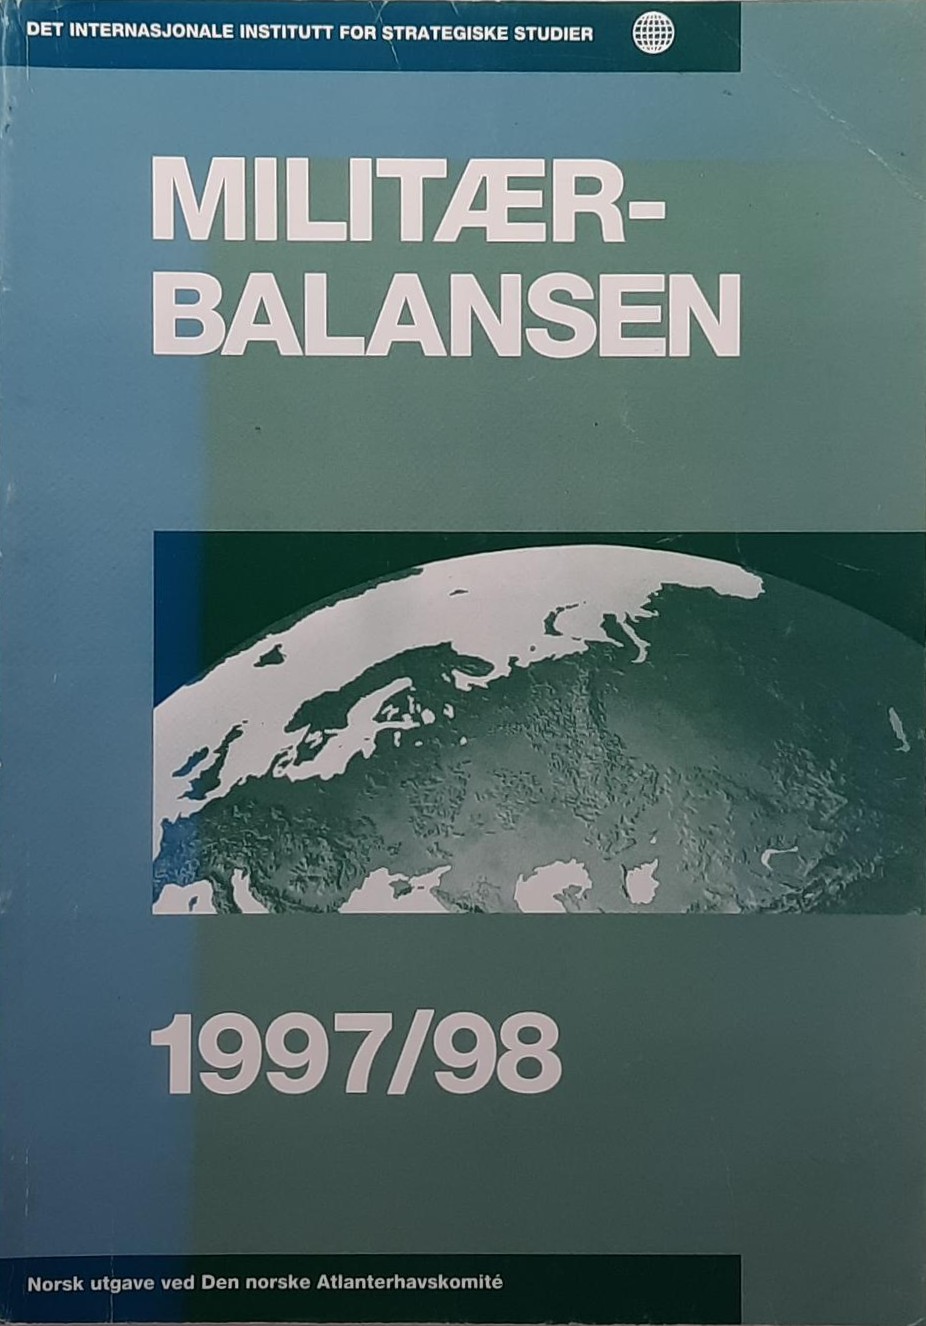 DET INTERNASJONALE INSTITUTT FOR STRATEGISKE STUDIER
MILITÆR-
BALANSEN
1997/98
Norsk utgave ved Den norske Atlanterhavskomité